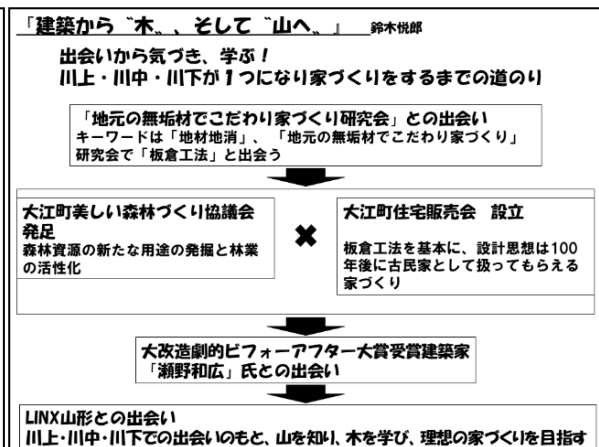 「建築から〝木〟、そして〝山へ〟」 鈴木悦郎
出会いから気づき、学ぶ!
川上・川中・川下が1つになり家づくりをするまでの道のり
「地元の無垢材でこだわり家づくり研究会」との出会い
キーワードは「地材地消」、「地元の無垢材でこだわり家づくり」
研究会で「板倉工法」と出会う
大江町美しい森林づくり協議会
発足
森林資源の新たな用途の発掘と林業
の活性化
×
大江町住宅販売会 設立
板倉工法を基本に、設計思想は100
年後に古民家として扱ってもらえる
家づくり
大改造劇的ビフォーアフター大賞受賞建築家
「瀬野和広」氏との出会い
LINX山形との出会い
川上・川中・川下での出会いのもと、山を知り、木を学び、理想の家づくりを目指す